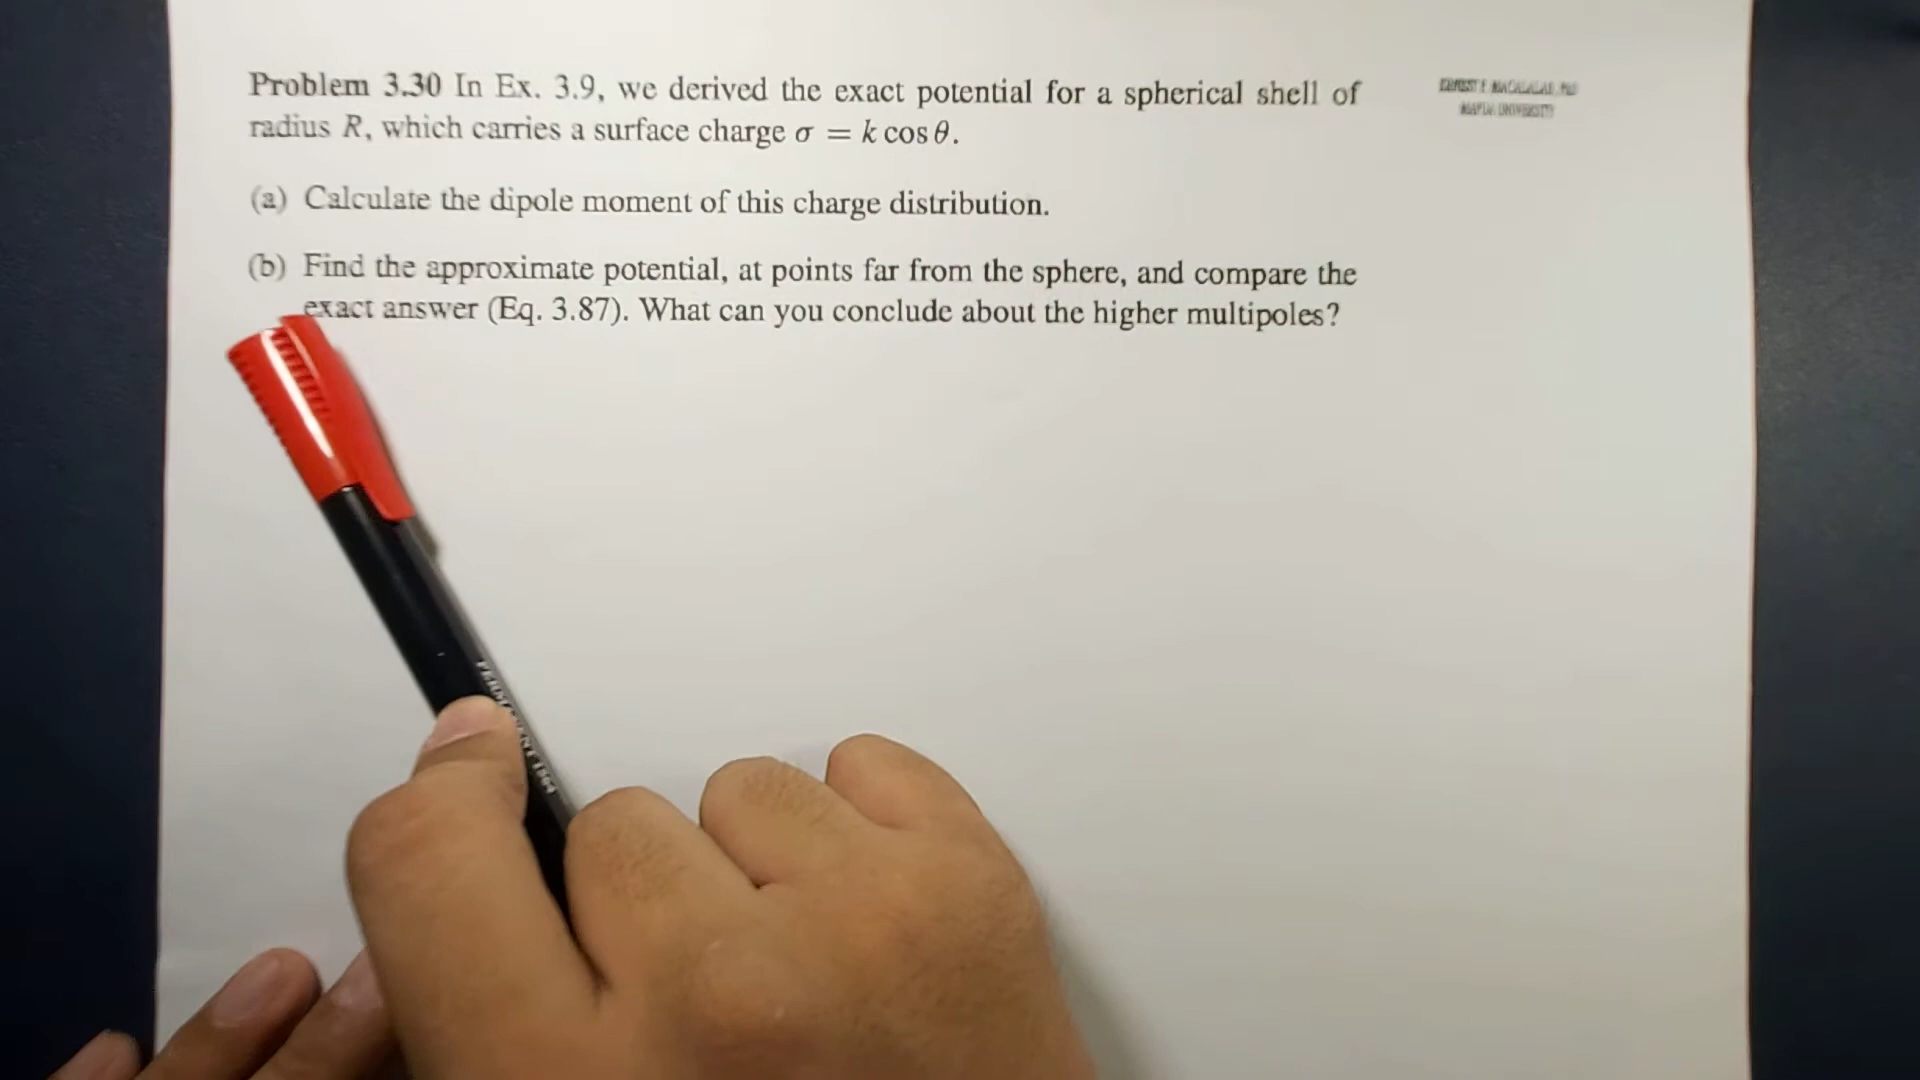 Problem 3.30 In Ex. 3.9, we derived the exact potential for a spherical shell of
radius R, which carries a surface charge σ = k cos θ.
(a) Calculate the dipole moment of this charge distribution.
(b) Find the approximate potential, at points far from the sphere, and compare the
exact answer (Eq. 3.87). What can you conclude about the higher multipoles?
UNIVERSITY